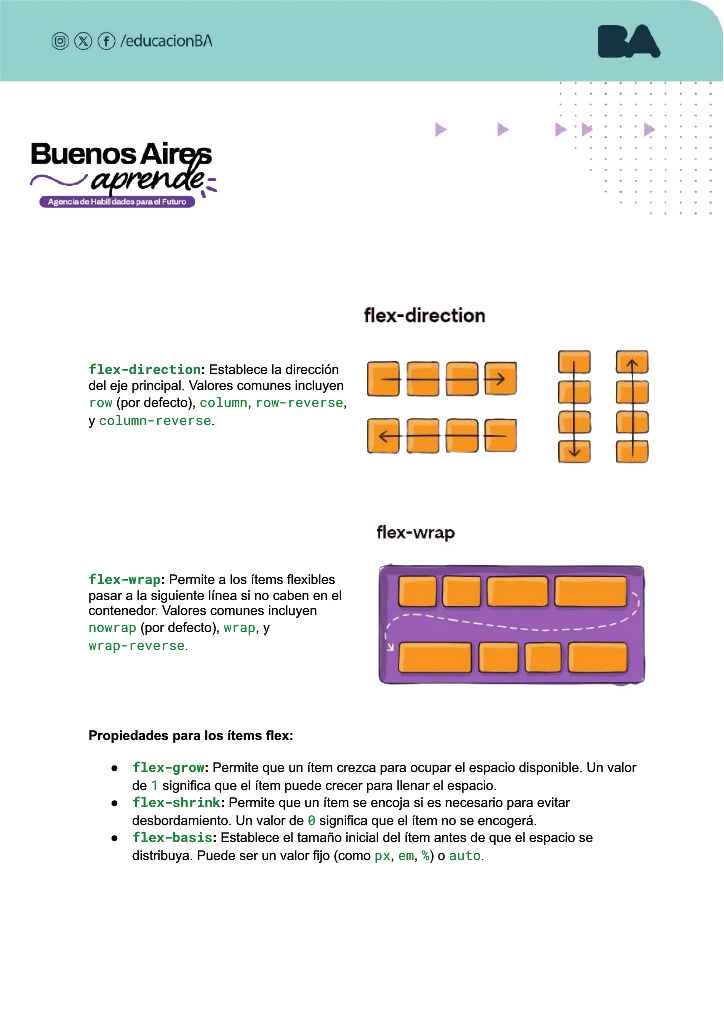 /educacionBA
BA
Buenos Aires
aprende
Agencia de Habilidades para el Futuro
flex-direction
flex-direction: Establece la dirección
del eje principal. Valores comunes incluyen
row (por defecto), column, row-reverse,
y column-reverse.
flex-wrap
flex-wrap: Permite a los ítems flexibles
pasar a la siguiente línea si no caben en el
contenedor. Valores comunes incluyen
nowrap (por defecto), wrap, y
wrap-reverse.
Propiedades para los ítems flex:
● flex-grow: Permite que un ítem crezca para ocupar el espacio disponible. Un valor
de 1 significa que el ítem puede crecer para llenar el espacio.
● flex-shrink: Permite que un ítem se encoja si es necesario para evitar
desbordamiento. Un valor de 0 significa que el ítem no se encogerá.
● flex-basis: Establece el tamaño inicial del ítem antes de que el espacio se
distribuya. Puede ser un valor fijo (como px, em, %) o auto.